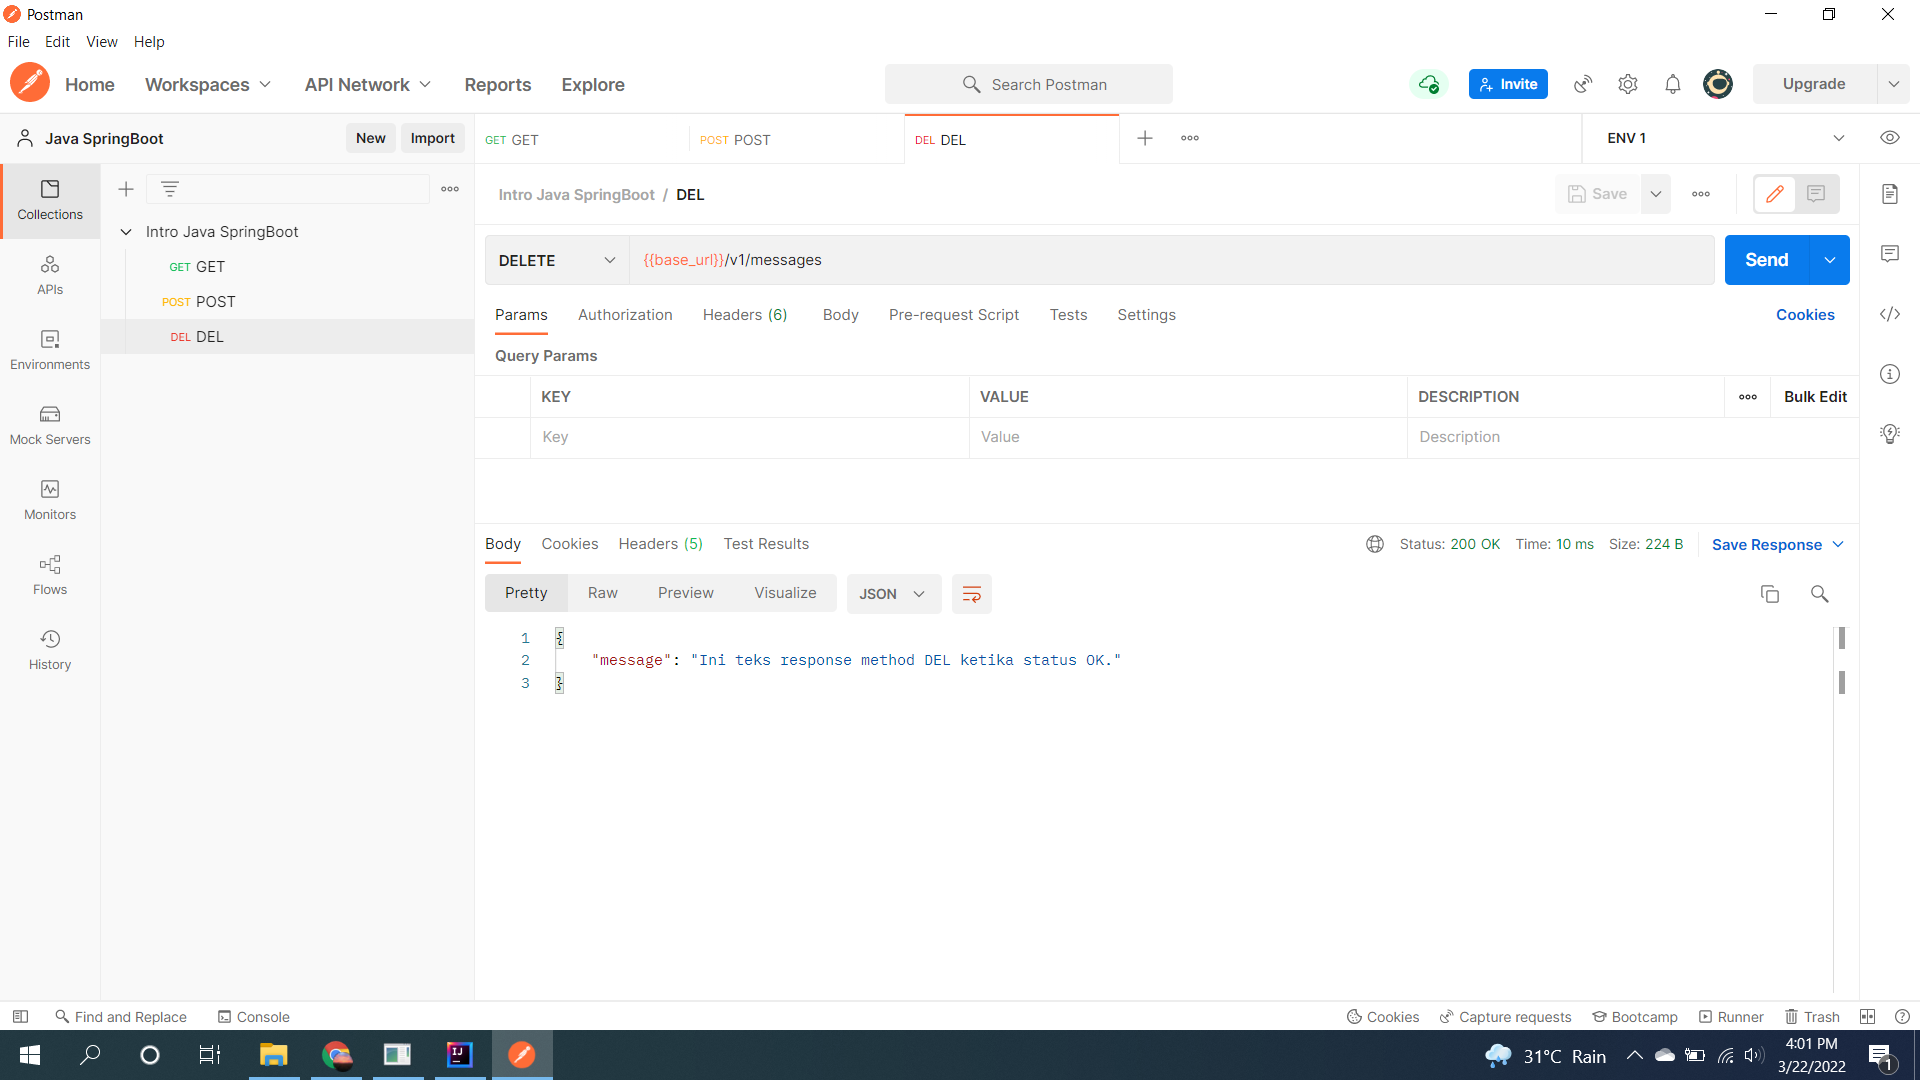 Postman
File Edit View Help
Home Workspaces API Network Reports Explore Search Postman Invite Upgrade
Java SpringBoot New Import GET GET POST POST DEL DEL ENV 1
Collections
APIs
Environments
Mock Servers
Monitors
Flows
History
Intro Java SpringBoot
GET GET
POST POST
DEL DEL
Intro Java SpringBoot / DEL Save
DELETE {{base_url}}/v1/messages Send
Params Authorization Headers (6) Body Pre-request Script Tests Settings Cookies
Query Params
KEY VALUE DESCRIPTION Bulk Edit
Key Value Description
Body Cookies Headers (5) Test Results Status: 200 OK Time: 10 ms Size: 224 B Save Response
Pretty Raw Preview Visualize JSON
1 {
2 "message": "Ini teks response method DEL ketika status OK."
3 }
Find and Replace Console Cookies Capture requests Bootcamp Runner Trash
IJ 31°C Rain 4:01 PM
3/22/2022 1